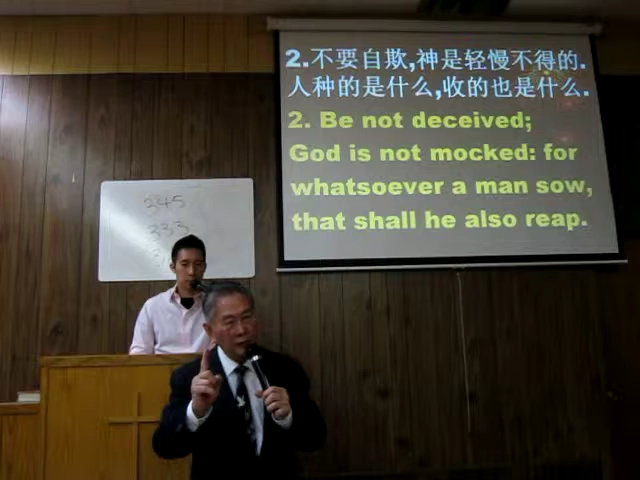 2.不要自欺,神是轻慢不得的.
人种的是什么,收的也是什么.
2. Be not deceived;
God is not mocked: for
whatsoever a man sow,
that shall he also reap.
345
333